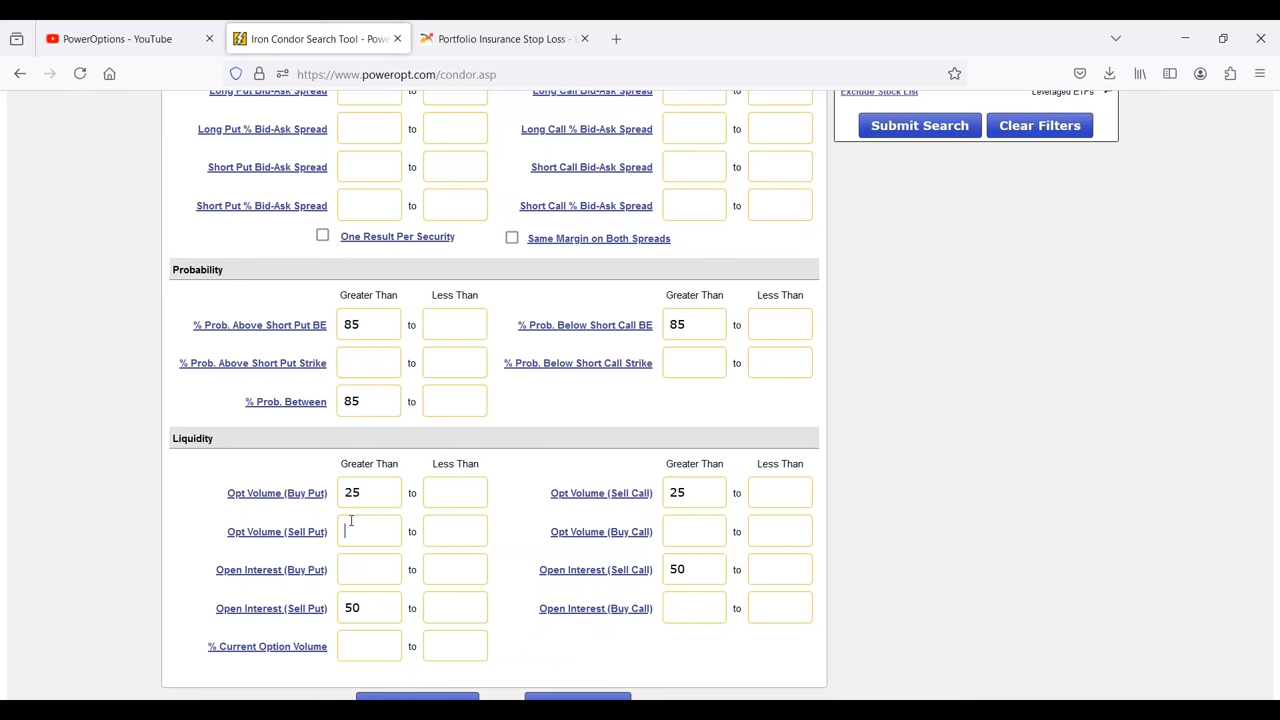 PowerOptions - YouTube
Iron Condor Search Tool - Powe
Portfolio Insurance Stop Loss -
https://www.poweropt.com/condor.asp
Long Put Bid-Ask Spread
Long Call Bid-Ask Spread
Exclude Stock List
Leveraged ETFs
Long Put % Bid-Ask Spread to
Long Call % Bid-Ask Spread to
Submit Search Clear Filters
Short Put Bid-Ask Spread to
Short Call Bid-Ask Spread to
Short Put % Bid-Ask Spread to
Short Call % Bid-Ask Spread to
One Result Per Security
Same Margin on Both Spreads
Probability
Greater Than Less Than Greater Than Less Than
% Prob. Above Short Put BE 85 to
% Prob. Below Short Call BE 85 to
% Prob. Above Short Put Strike to
% Prob. Below Short Call Strike to
% Prob. Between 85 to
Liquidity
Greater Than Less Than Greater Than Less Than
Opt Volume (Buy Put) 25 to
Opt Volume (Sell Call) 25 to
Opt Volume (Sell Put) to
Opt Volume (Buy Call) to
Open Interest (Buy Put) to
Open Interest (Sell Call) 50 to
Open Interest (Sell Put) 50 to
Open Interest (Buy Call) to
% Current Option Volume to